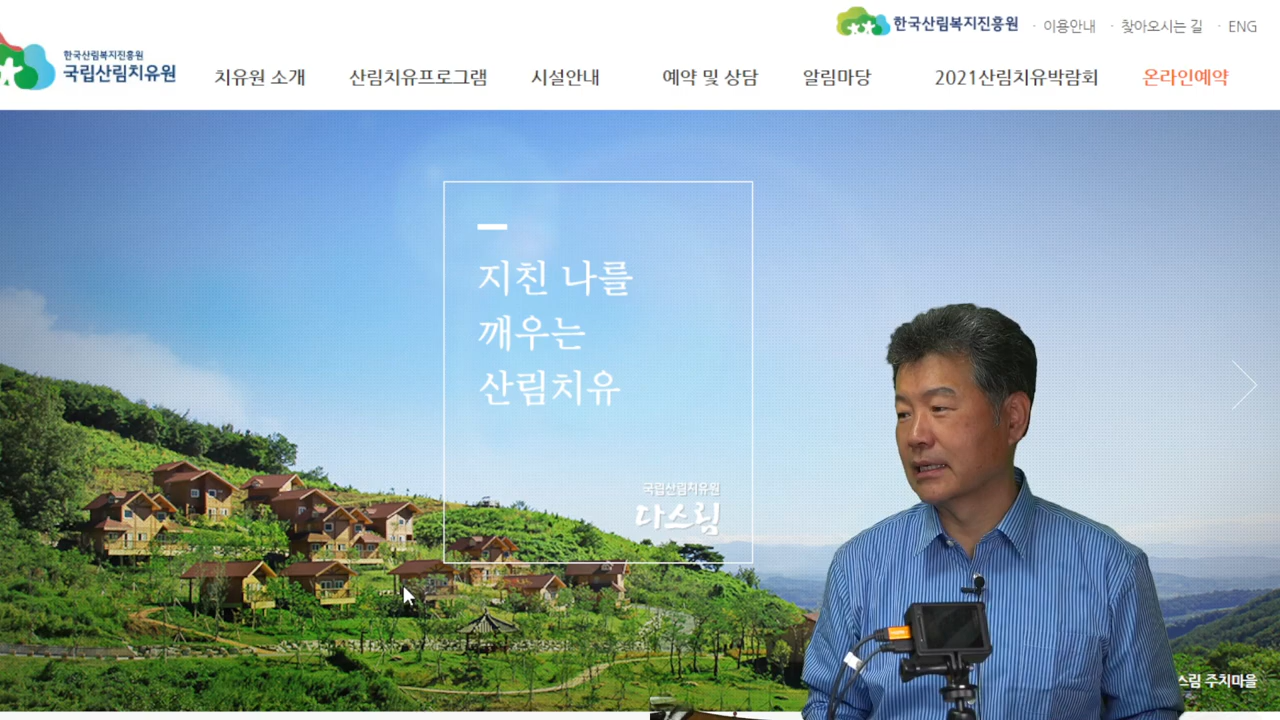 한국산림복지진흥원 · 이용안내 · 찾아오시는 길 · ENG
한국산림복지진흥원
국립산림치유원
치유원 소개 산림치유프로그램 시설안내 예약 및 상담 알림마당 2021산림치유박람회 온라인예약
지친 나를
깨우는
산림치유
국립산림치유원
다스림
스림 주치마을